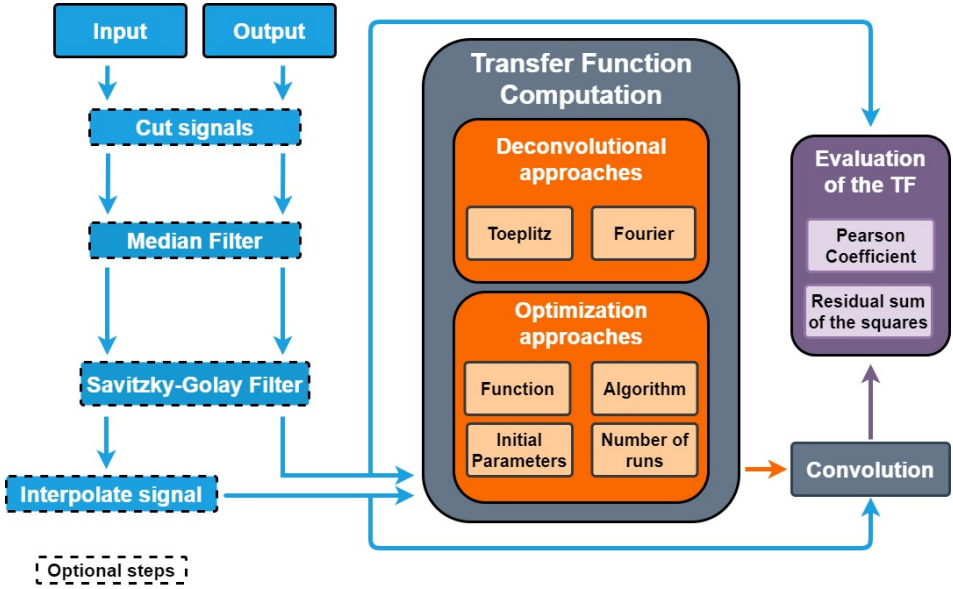 Input
Output
Cut signals
Median Filter
Savitzky-Golay Filter
Interpolate signal
Optional steps
Transfer Function
Computation
Deconvolutional
approaches
Toeplitz
Fourier
Optimization
approaches
Function
Algorithm
Initial
Parameters
Number of
runs
Evaluation
of the TF
Pearson
Coefficient
Residual sum
of the squares
Convolution